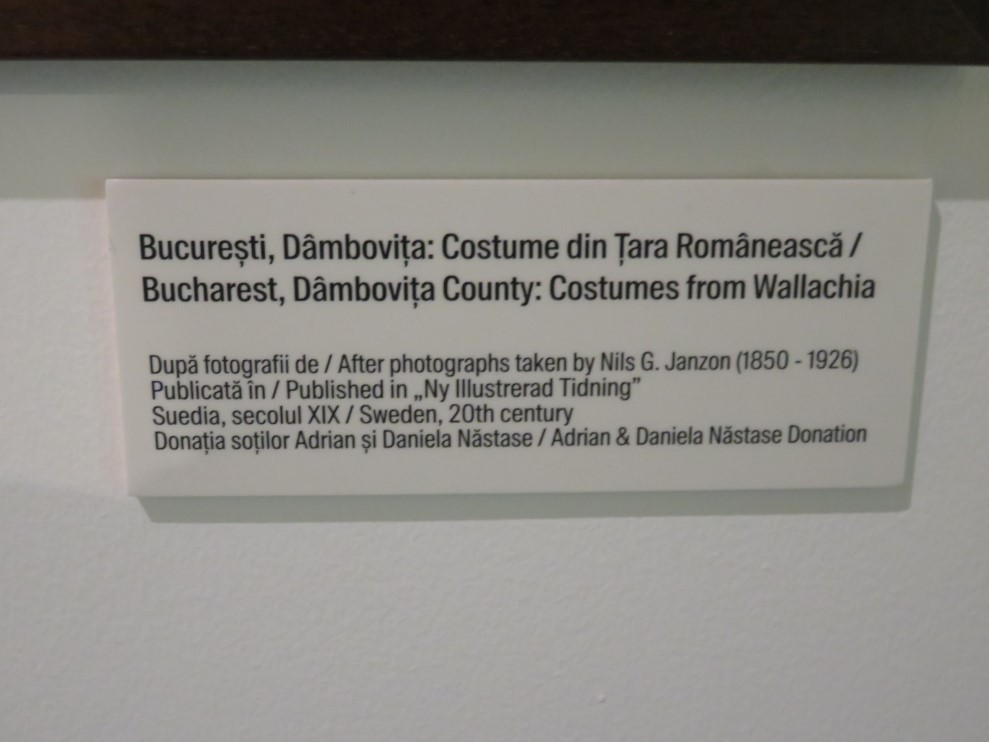 București, Dâmbovița: Costume din Țara Românească /
Bucharest, Dâmbovița County: Costumes from Wallachia
După fotografii de / After photographs taken by Nils G. Janzon (1850 - 1926)
Publicată în / Published in „Ny Illustrerad Tidning”
Suedia, secolul XIX / Sweden, 20th century
Donația soților Adrian și Daniela Năstase / Adrian & Daniela Năstase Donation